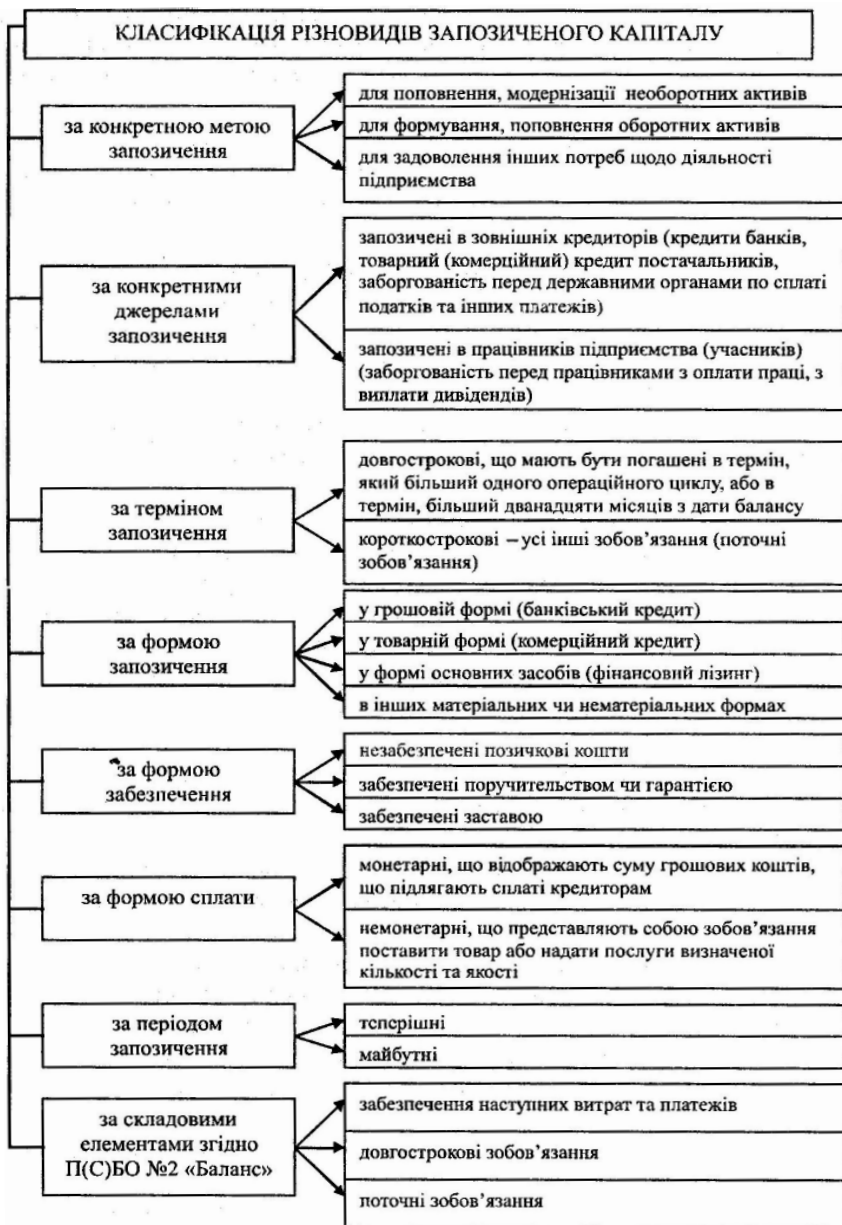 КЛАСИФІКАЦІЯ РІЗНОВИДІВ ЗАПОЗИЧЕНОГО КАПІТАЛУ
за конкретною метою
запозичення
для поповнення, модернізації необоротних активів
для формування, поповнення оборотних активів
для задоволення інших потреб щодо діяльності
підприємства
за конкретними
джерелами
запозичення
запозичені в зовнішніх кредиторів (кредити банків,
товарний (комерційний) кредит постачальників,
заборгованість перед державними органами по сплаті
податків та інших платежів)
запозичені в працівників підприємства (учасників)
(заборгованість перед працівниками з оплати праці, з
виплати дивідендів)
за терміном
запозичення
довгострокові, що мають бути погашені в термін,
який більший одного операційного циклу, або в
термін, більший дванадцяти місяців з дати балансу
короткострокові – усі інші зобов’язання (поточні
зобов’язання)
за формою
запозичення
у грошовій формі (банківський кредит)
у товарній формі (комерційний кредит)
у формі основних засобів (фінансовий лізинг)
в інших матеріальних чи нематеріальних формах
за формою
забезпечення
незабезпечені позичкові кошти
забезпечені поручительством чи гарантією
забезпечені заставою
за формою сплати
монетарні, що відображають суму грошових коштів,
що підлягають сплаті кредиторам
немонетарні, що представляють собою зобов’язання
поставити товар або надати послуги визначеної
кількості та якості
за періодом
запозичення
теперішні
майбутні
за складовими
елементами згідно
П(С)БО №2 «Баланс»
забезпечення наступних витрат та платежів
довгострокові зобов’язання
поточні зобов’язання